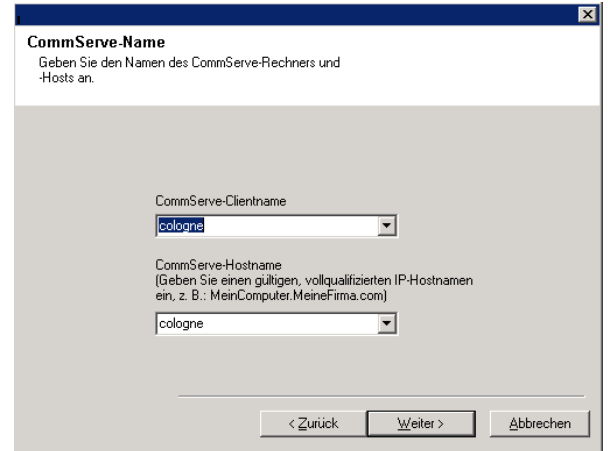 CommServe-Name
Geben Sie den Namen des CommServe-Rechners und
-Hosts an.
CommServe-Clientname
cologne
CommServe-Hostname
(Geben Sie einen gültigen, vollqualifizierten IP-Hostnamen
ein, z. B.: MeinComputer.MeineFirma.com)
cologne
< Zurück Weiter > Abbrechen